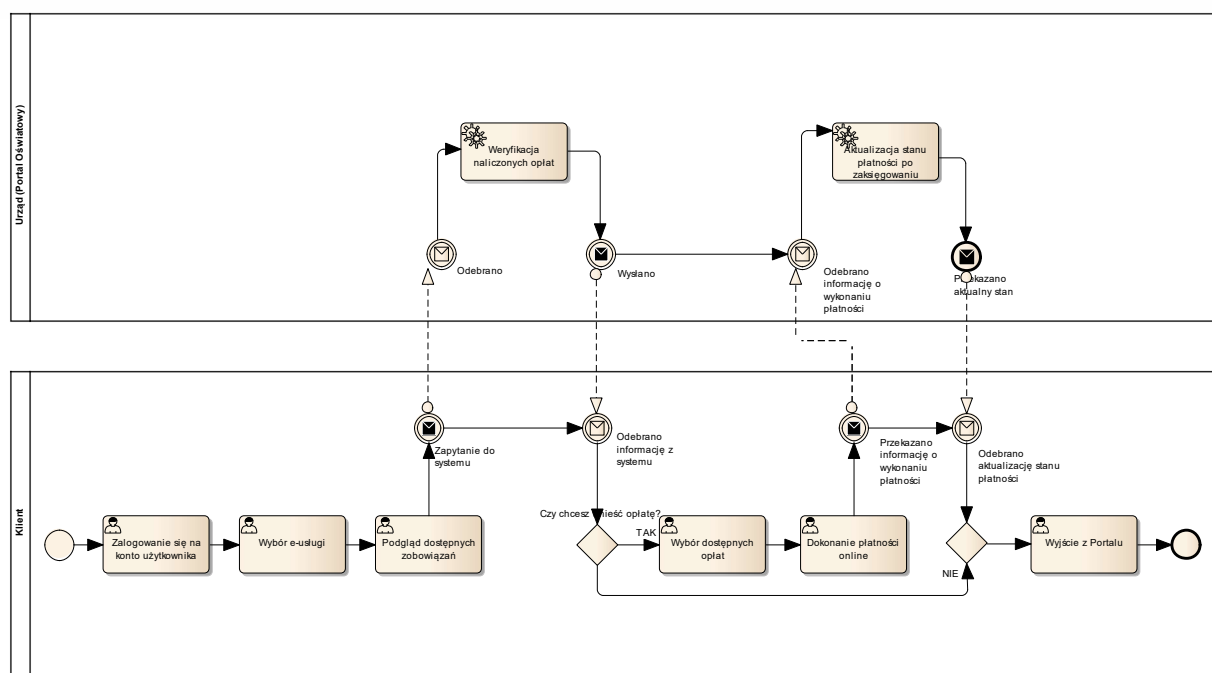 Urząd (Portal Oświatowy)
Weryfikacja
naliczonych opłat
Aktualizacja stanu
płatności po
zaksięgowaniu
Odebrano
Wysłano
Odebrano
informację o
wykonaniu
płatności
Przekazano
aktualny stan
Klient
Zapytanie do
systemu
Odebrano
informację z
systemu
Przekazano
informację o
wykonaniu
płatności
Odebrano
aktualizację stanu
płatności
Czy chcesz wnieść opłatę?
Zalogowanie się na
konto użytkownika
Wybór e-usługi
Podgląd dostępnych
zobowiązań
TAK
Wybór dostępnych
opłat
Dokonanie płatności
online
NIE
Wyjście z Portalu